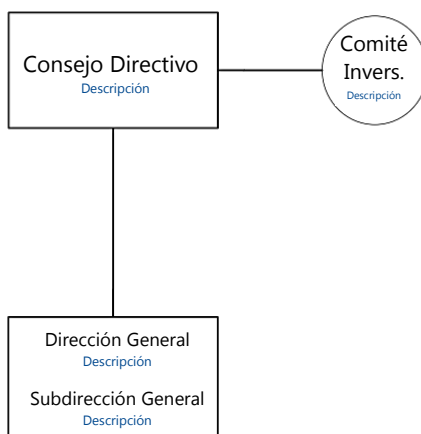 Consejo Directivo
Descripción
Comité
Invers.
Descripción
Dirección General
Descripción
Subdirección General
Descripción